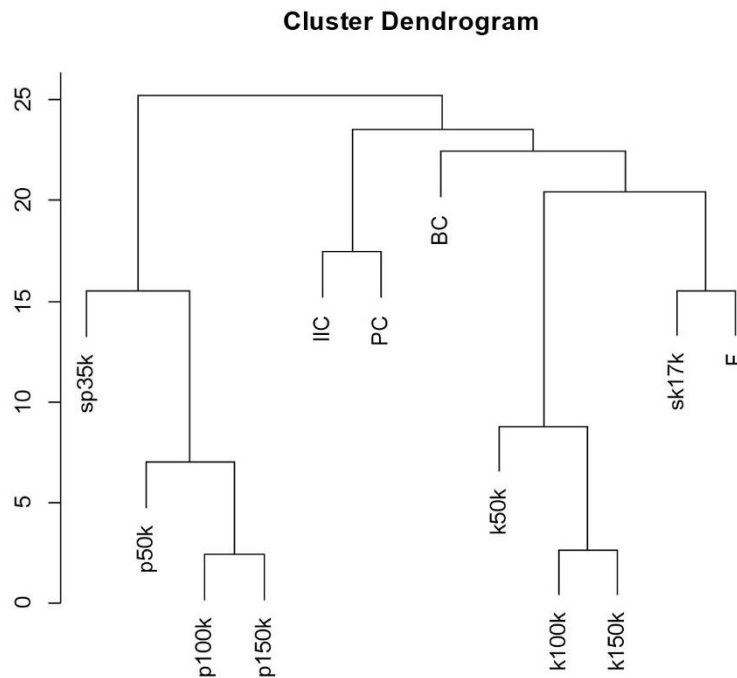 Cluster Dendrogram
25
20
15
10
5
0
sp35k
p50k
p100k
p150k
IIC
PC
BC
k50k
k100k
k150k
sk17k